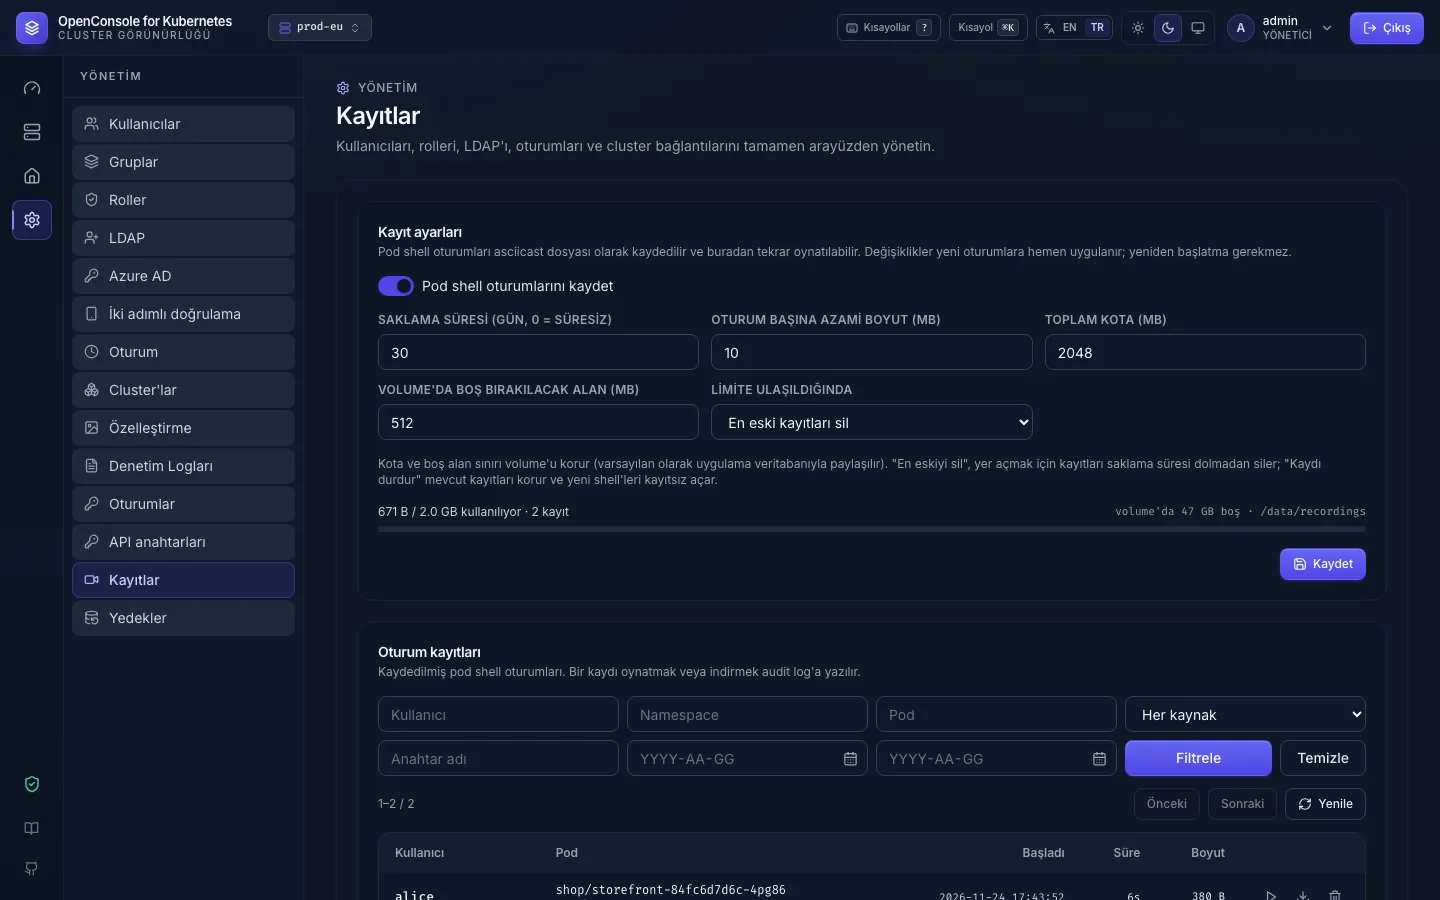 OpenConsole for Kubernetes
CLUSTER GÖRÜNÜRLÜĞÜ
prod-eu
Kısayollar ?
Kısayol ⌘K
EN TR
A
admin
YÖNETİCİ
Çıkış
YÖNETİM
Kullanıcılar
Gruplar
Roller
LDAP
Azure AD
İki adımlı doğrulama
Oturum
Cluster'lar
Özelleştirme
Denetim Logları
Oturumlar
API anahtarları
Kayıtlar
Yedekler
YÖNETİM
Kayıtlar
Kullanıcıları, rolleri, LDAP'ı, oturumları ve cluster bağlantılarını tamamen arayüzden yönetin.
Kayıt ayarları
Pod shell oturumları asciicast dosyası olarak kaydedilir ve buradan tekrar oynatılabilir. Değişiklikler yeni oturumlara hemen uygulanır; yeniden başlatma gerekmez.
Pod shell oturumlarını kaydet
SAKLAMA SÜRESİ (GÜN, 0 = SÜRESİZ)
OTURUM BAŞINA AZAMİ BOYUT (MB)
TOPLAM KOTA (MB)
30
10
2048
VOLUME'DA BOŞ BIRAKILACAK ALAN (MB)
LİMİTE ULAŞILDIĞINDA
512
En eski kayıtları sil
Kota ve boş alan sınırı volume'u korur (varsayılan olarak uygulama veritabanıyla paylaşılır). "En eskiyi sil", yer açmak için kayıtları saklama süresi dolmadan siler; "Kaydı
durdur" mevcut kayıtları korur ve yeni shell'leri kayıtsız açar.
671 B / 2.0 GB kullanılıyor · 2 kayıt
volume'da 47 GB boş · /data/recordings
Kaydet
Oturum kayıtları
Kaydedilmiş pod shell oturumları. Bir kaydı oynatmak veya indirmek audit log'a yazılır.
Kullanıcı
Namespace
Pod
Her kaynak
Anahtar adı
YYYY-AA-GG
YYYY-AA-GG
Filtrele
Temizle
1–2 / 2
Önceki
Sonraki
Yenile
Kullanıcı
Pod
Başladı
Süre
Boyut
alice
shop/storefront-84fc6d7d6c-4pg86
2026-11-24 17:43:52
6s
380 B